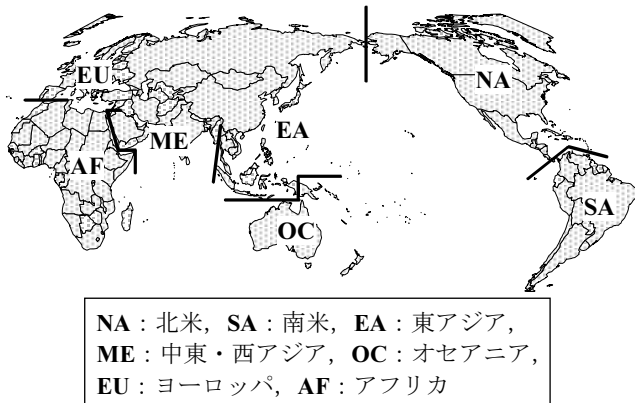 EU
NA
ME
EA
AF
SA
OC
NA：北米，SA：南米，EA：東アジア，
ME：中東・西アジア，OC：オセアニア，
EU：ヨーロッパ，AF：アフリカ